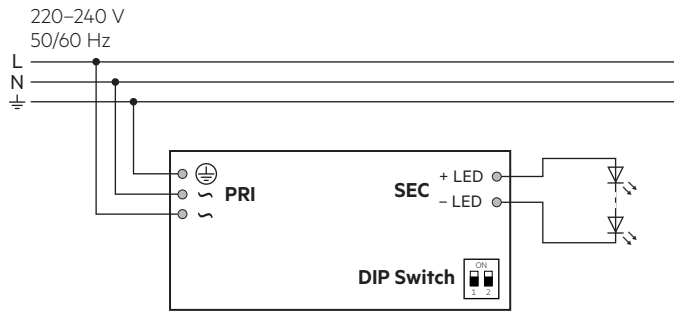 220–240 V
50/60 Hz
L
N
PRI
~
~
SEC
+ LED
– LED
DIP Switch
ON
1 2